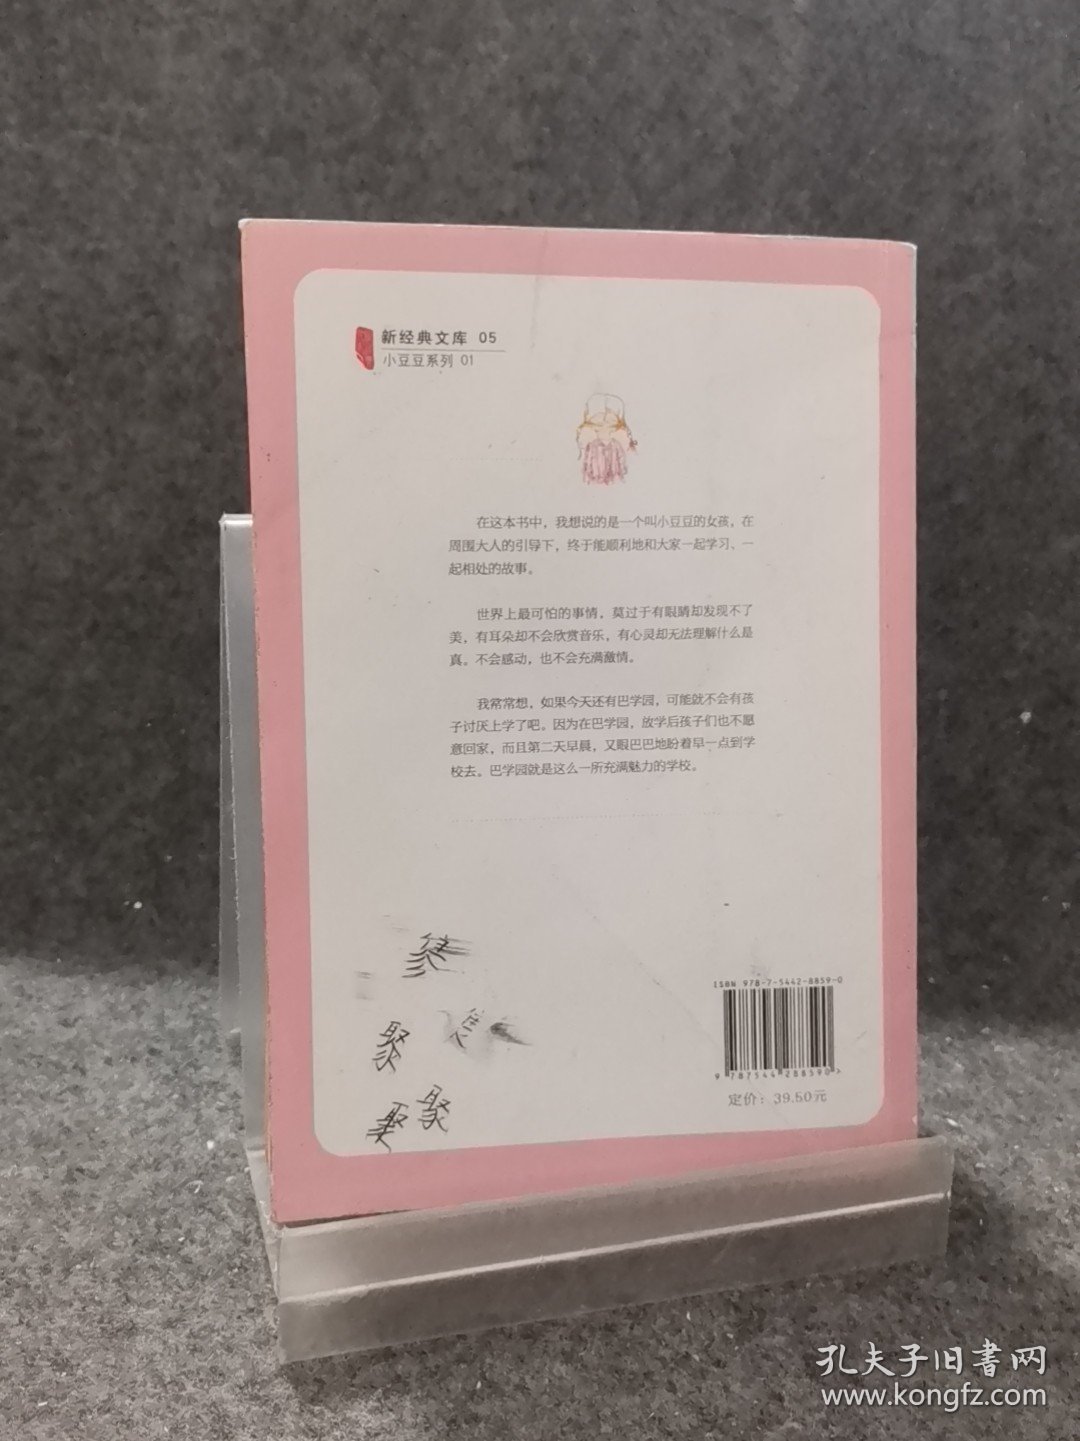 新经典文库 05
小豆豆系列 01
在这本书中，我想说的是一个叫小豆豆的女孩，在
周围大人的引导下，终于能顺利地和大家一起学习、一
起相处的故事。
世界上最可怕的事情，莫过于有眼睛却发现不了
美，有耳朵却不会欣赏音乐，有心灵却无法理解什么是
真。不会感动，也不会充满激情。
我常常想，如果今天还有巴学园，可能就不会有孩
子讨厌上学了吧。因为在巴学园，放学后孩子们也不愿
意回家，而且第二天早晨，又眼巴巴地盼着早一点到学
校去。巴学园就是这么一所充满魅力的学校。
聚
聚
聚
ISBN 978-7-5442-8859-0
9 787544 288590 >
定价：39.50元
孔夫子旧書网
www.kongfz.com